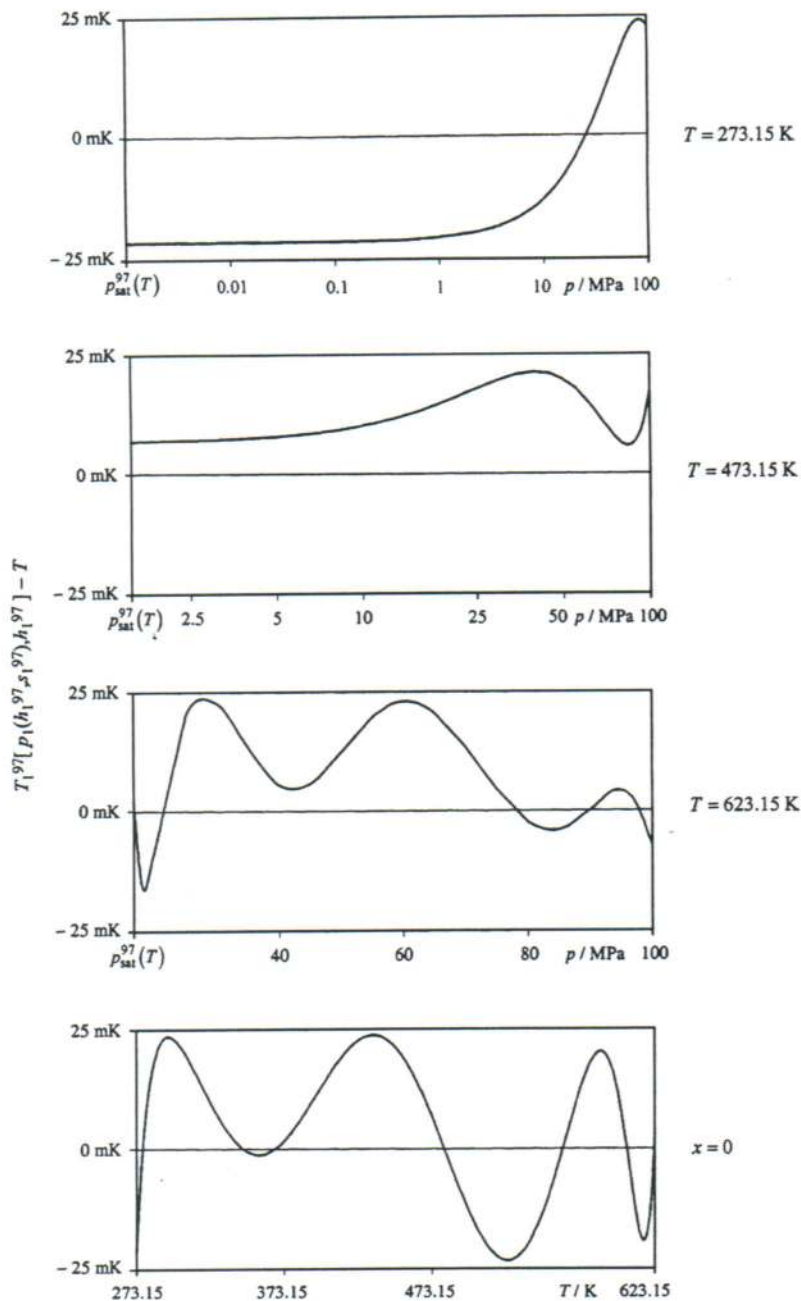 25 mK
0 mK
− 25 mK
T = 273.15 K
p_sat^97(T) 0.01 0.1 1 10 p / MPa 100
25 mK
0 mK
− 25 mK
T = 473.15 K
p_sat^97(T) 2.5 5 10 25 50 p / MPa 100
T_1^97[ p_1(h_1^97,s_1^97),h_1^97 ] − T
25 mK
0 mK
− 25 mK
T = 623.15 K
p_sat^97(T) 40 60 80 p / MPa 100
25 mK
0 mK
− 25 mK
x = 0
273.15 373.15 473.15 T / K 623.15